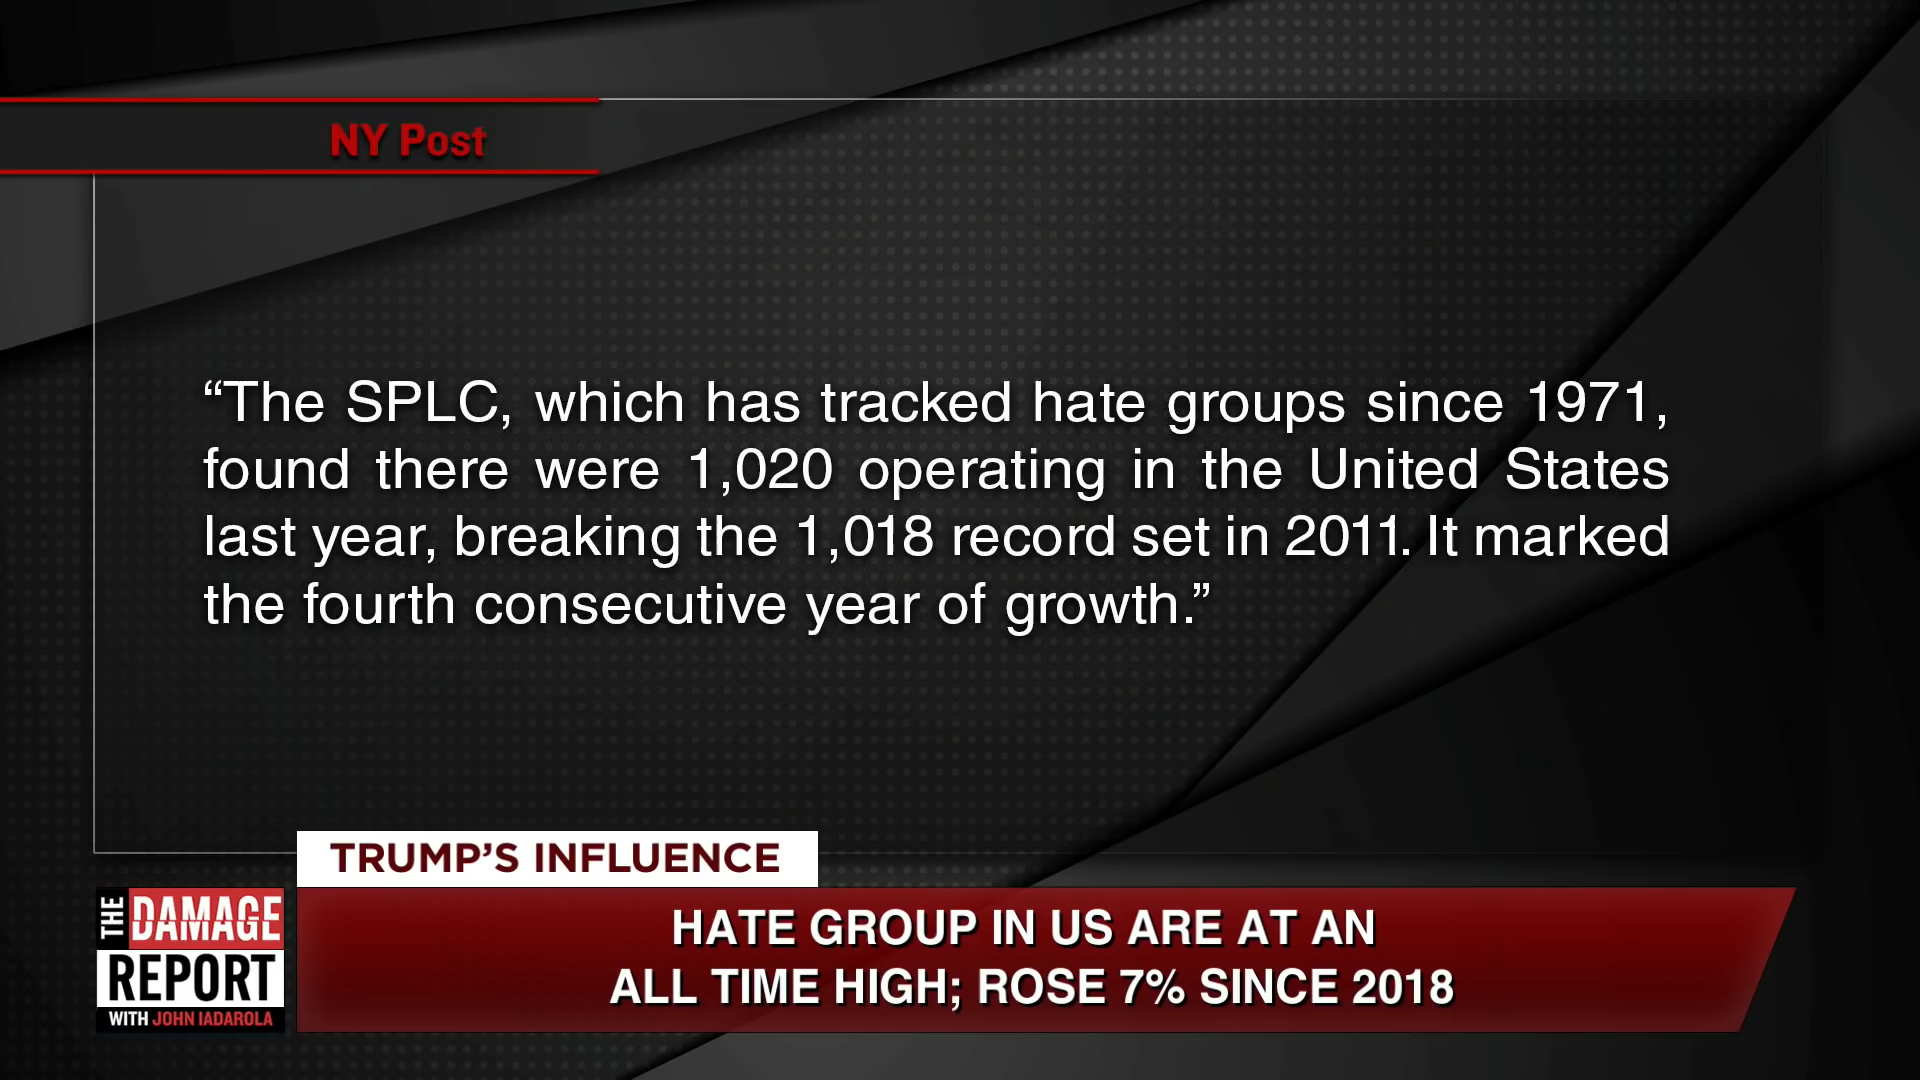 NY Post
“The SPLC, which has tracked hate groups since 1971,
found there were 1,020 operating in the United States
last year, breaking the 1,018 record set in 2011. It marked
the fourth consecutive year of growth.”
TRUMP’S INFLUENCE
THE DAMAGE
REPORT
WITH JOHN IADAROLA
HATE GROUP IN US ARE AT AN
ALL TIME HIGH; ROSE 7% SINCE 2018